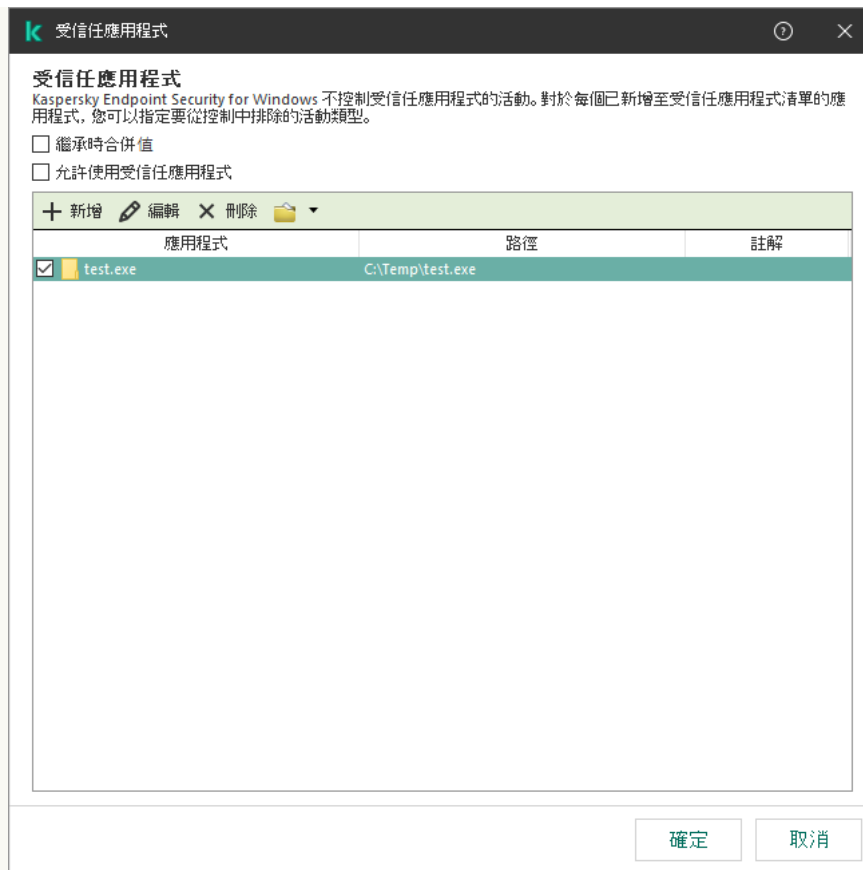 受信任應用程式
受信任應用程式
Kaspersky Endpoint Security for Windows 不控制受信任應用程式的活動。對於每個已新增至受信任應用程式清單的應
用程式，您可以指定要從控制中排除的活動類型。
繼承時合併值
允許使用受信任應用程式
新增 編輯 刪除
應用程式 路徑 註解
test.exe C:\Temp\test.exe
確定 取消